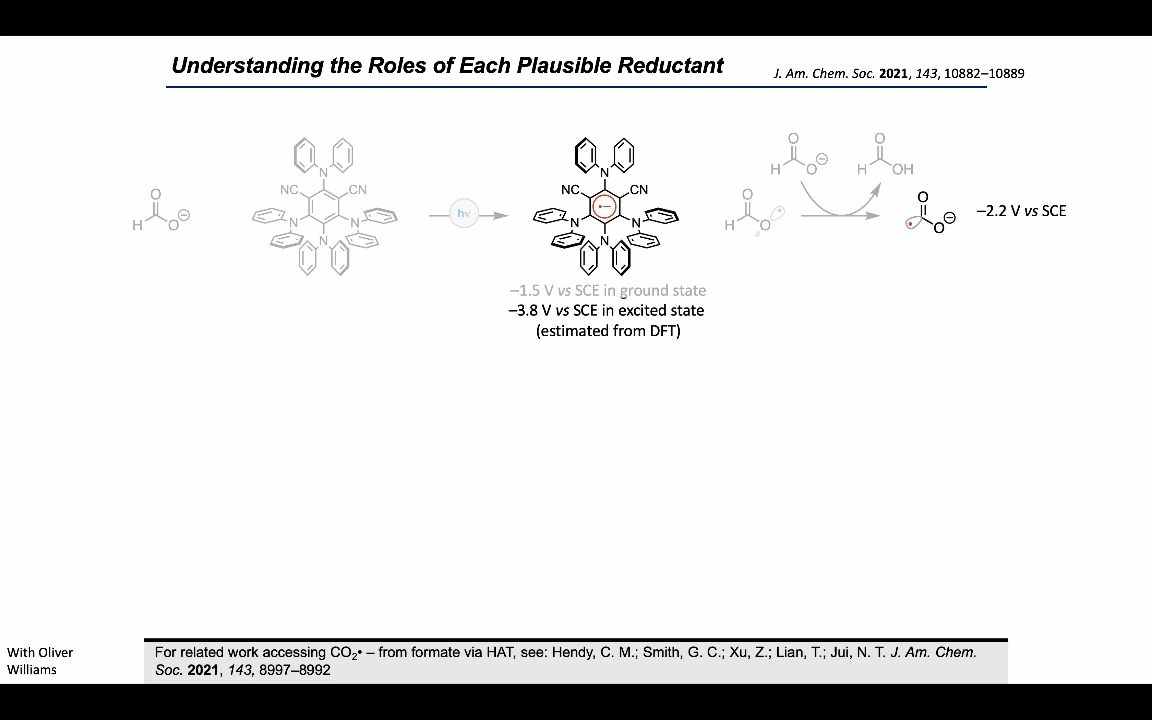 Understanding the Roles of Each Plausible Reductant
J. Am. Chem. Soc. 2021, 143, 10882–10889
O
H O ⊖
N
NC CN
N N
N
hν
N
NC CN
•–
N N
N
–1.5 V vs SCE in ground state
–3.8 V vs SCE in excited state
(estimated from DFT)
O
H O ⊖
O
H OH
O
H O
O
O ⊖
–2.2 V vs SCE
With Oliver
Williams
For related work accessing CO₂• – from formate via HAT, see: Hendy, C. M.; Smith, G. C.; Xu, Z.; Lian, T.; Jui, N. T. J. Am. Chem.
Soc. 2021, 143, 8997–8992